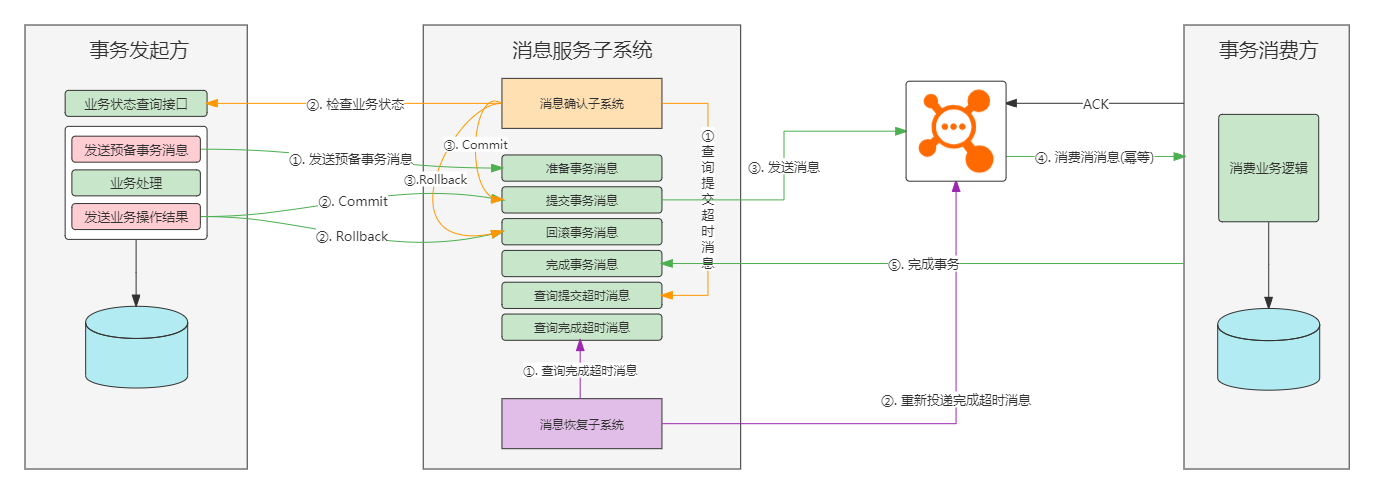 事务发起方
业务状态查询接口
发送预备事务消息
业务处理
发送业务操作结果
②. 检查业务状态
①. 发送预备事务消息
②. Commit
②. Rollback
消息服务子系统
消息确认子系统
③. Commit
③.Rollback
准备事务消息
提交事务消息
回滚事务消息
完成事务消息
查询提交超时消息
查询完成超时消息
①查询提交超时消息
①. 查询完成超时消息
消息恢复子系统
③. 发送消息
ACK
④. 消费消消息(幂等)
⑤. 完成事务
②. 重新投递完成超时消息
事务消费方
消费业务逻辑